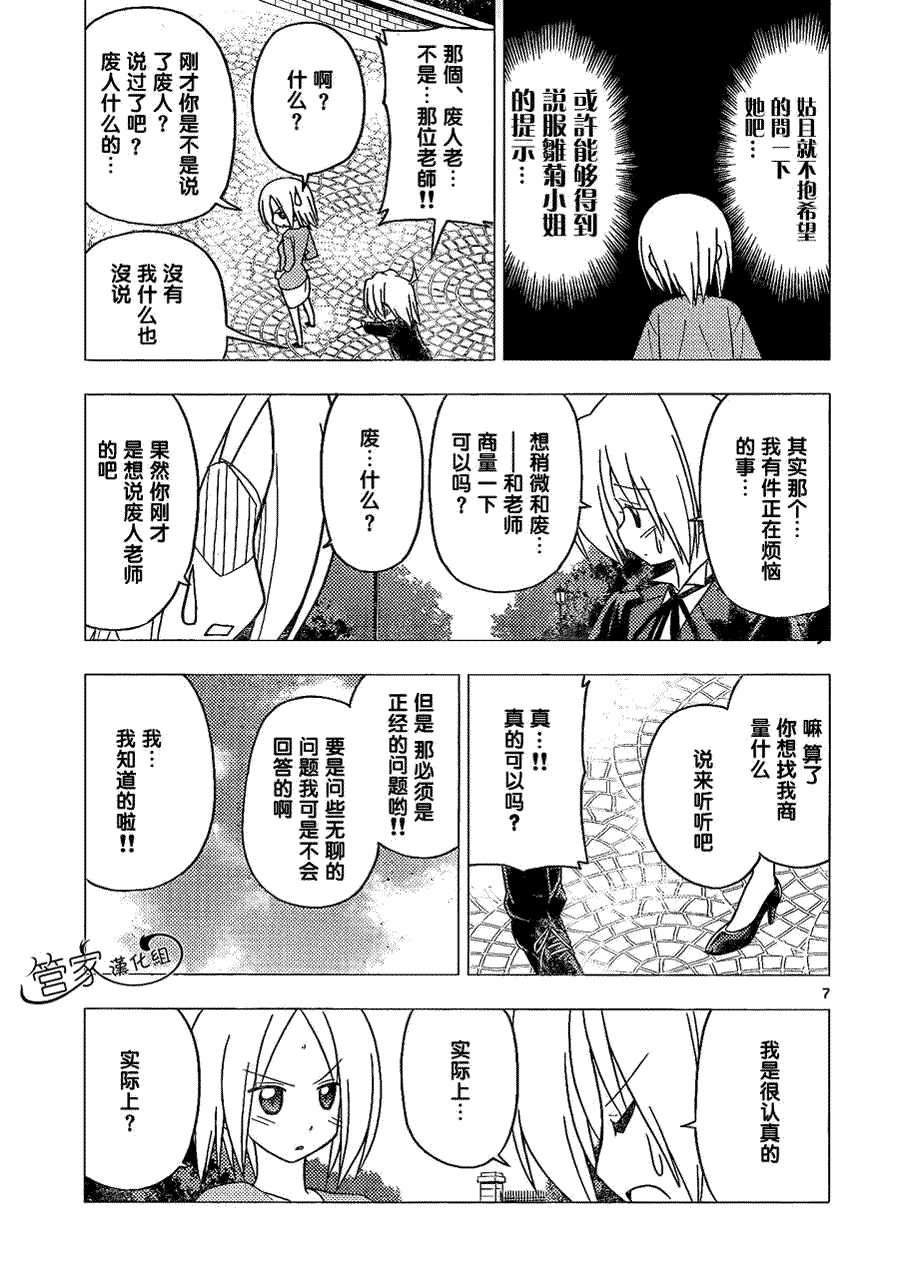 姑且就不抱希望
的問一下
她吧…
或許能够得到
説服雛菊小姐
的提示…
那個、废人老…
不是…那位老師!!
啊?
什么?
刚才你是不是说
了废人?
说过了吧?
废人什么的…
沒有
我什么也
沒说
其实那个…
我有件正在烦恼
的事…
想稍微和废…
——和老师
商量一下
可以吗?
废…什么?
果然你刚才
是想说废人老师
的吧
嘛 算了
你想找我商
量什么
说来听听吧
真…!!
真的可以吗?
但是 那必须是
正经的问题哟!!
要是问些无聊的
问题我可是不会
回答的啊
我…
我知道的啦!!
管家
漢化组
7
我是很认真的
实际上…
实际上?